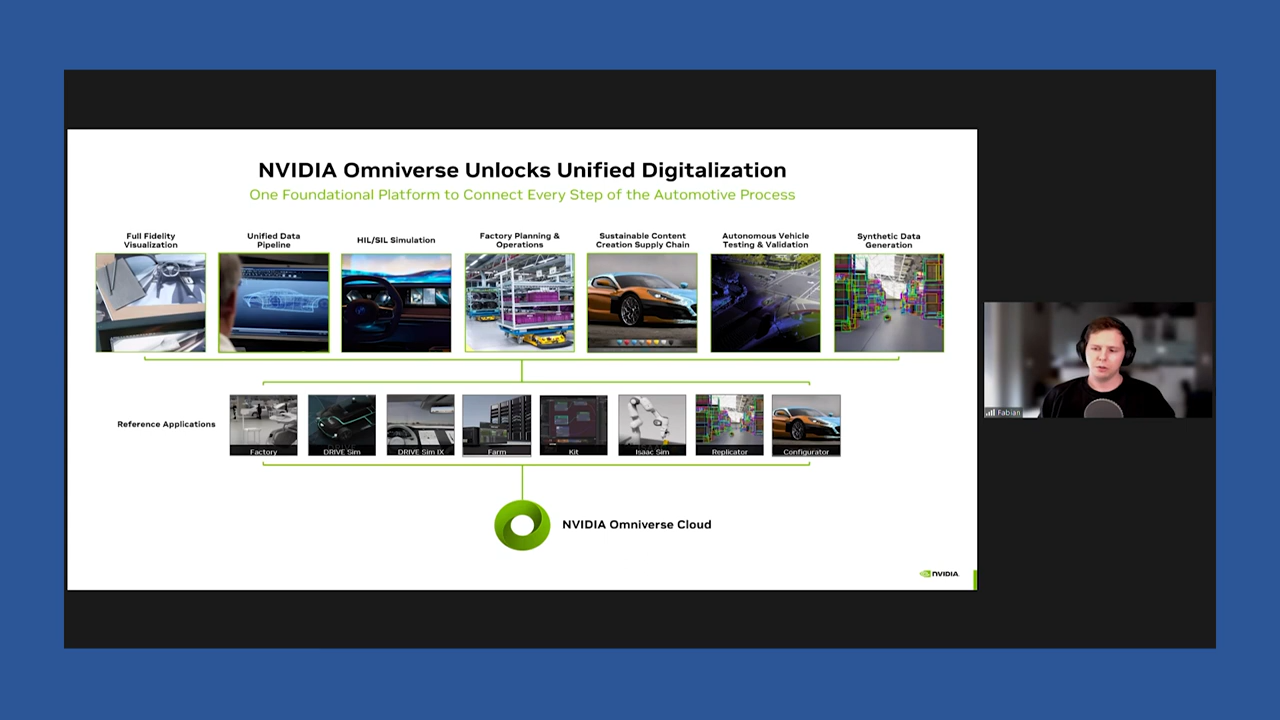 NVIDIA Omniverse Unlocks Unified Digitalization
One Foundational Platform to Connect Every Step of the Automotive Process
Full Fidelity
Visualization
Unified Data
Pipeline
HIL/SIL Simulation
Factory Planning &
Operations
Sustainable Content
Creation Supply Chain
Autonomous Vehicle
Testing & Validation
Synthetic Data
Generation
Reference Applications
Factory
DRIVE Sim
DRIVE Sim IX
Farm
Kit
Isaac Sim
Replicator
Configurator
NVIDIA Omniverse Cloud
NVIDIA
Fabian